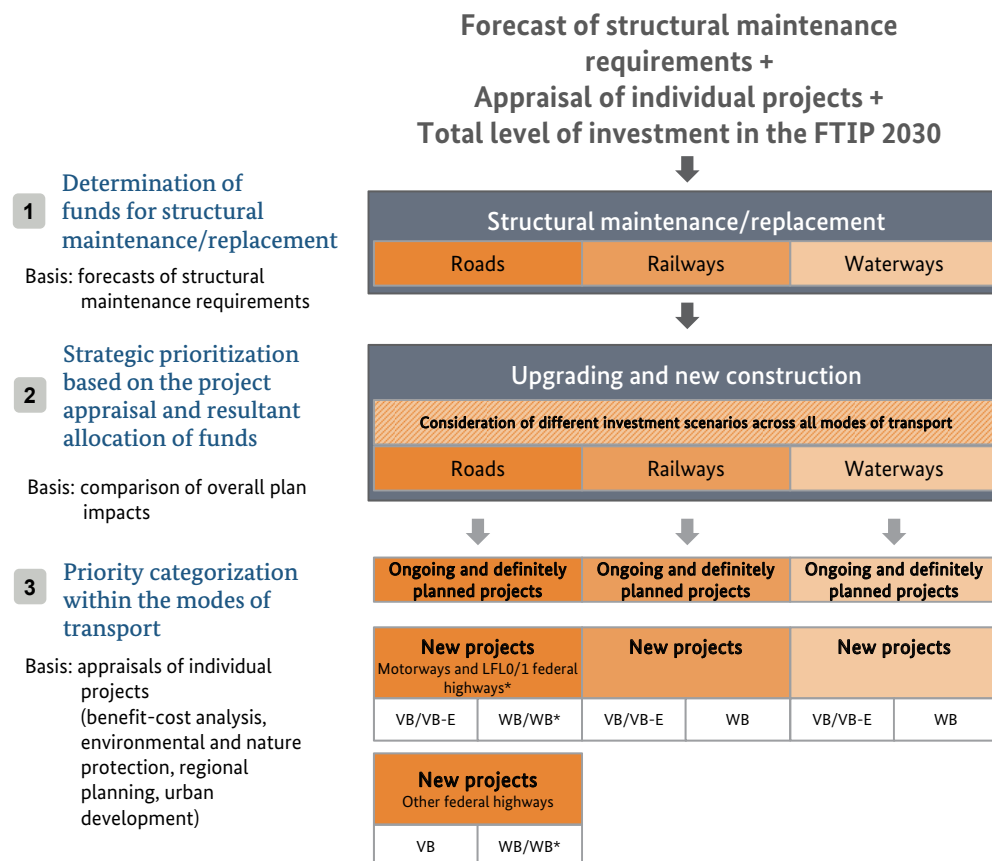 Forecast of structural maintenance
requirements +
Appraisal of individual projects +
Total level of investment in the FTIP 2030
1
Determination of
funds for structural
maintenance/replacement
Basis: forecasts of structural
maintenance requirements
Structural maintenance/replacement
Roads
Railways
Waterways
2
Strategic prioritization
based on the project
appraisal and resultant
allocation of funds
Basis: comparison of overall plan
impacts
Upgrading and new construction
Consideration of different investment scenarios across all modes of transport
Roads
Railways
Waterways
3
Priority categorization
within the modes of
transport
Basis: appraisals of individual
projects
(benefit-cost analysis,
environmental and nature
protection, regional
planning, urban
development)
Ongoing and definitely
planned projects
Ongoing and definitely
planned projects
Ongoing and definitely
planned projects
New projects
Motorways and LFL0/1 federal
highways*
VB/VB-E
WB/WB*
New projects
VB/VB-E
WB
New projects
VB/VB-E
WB
New projects
Other federal highways
VB
WB/WB*